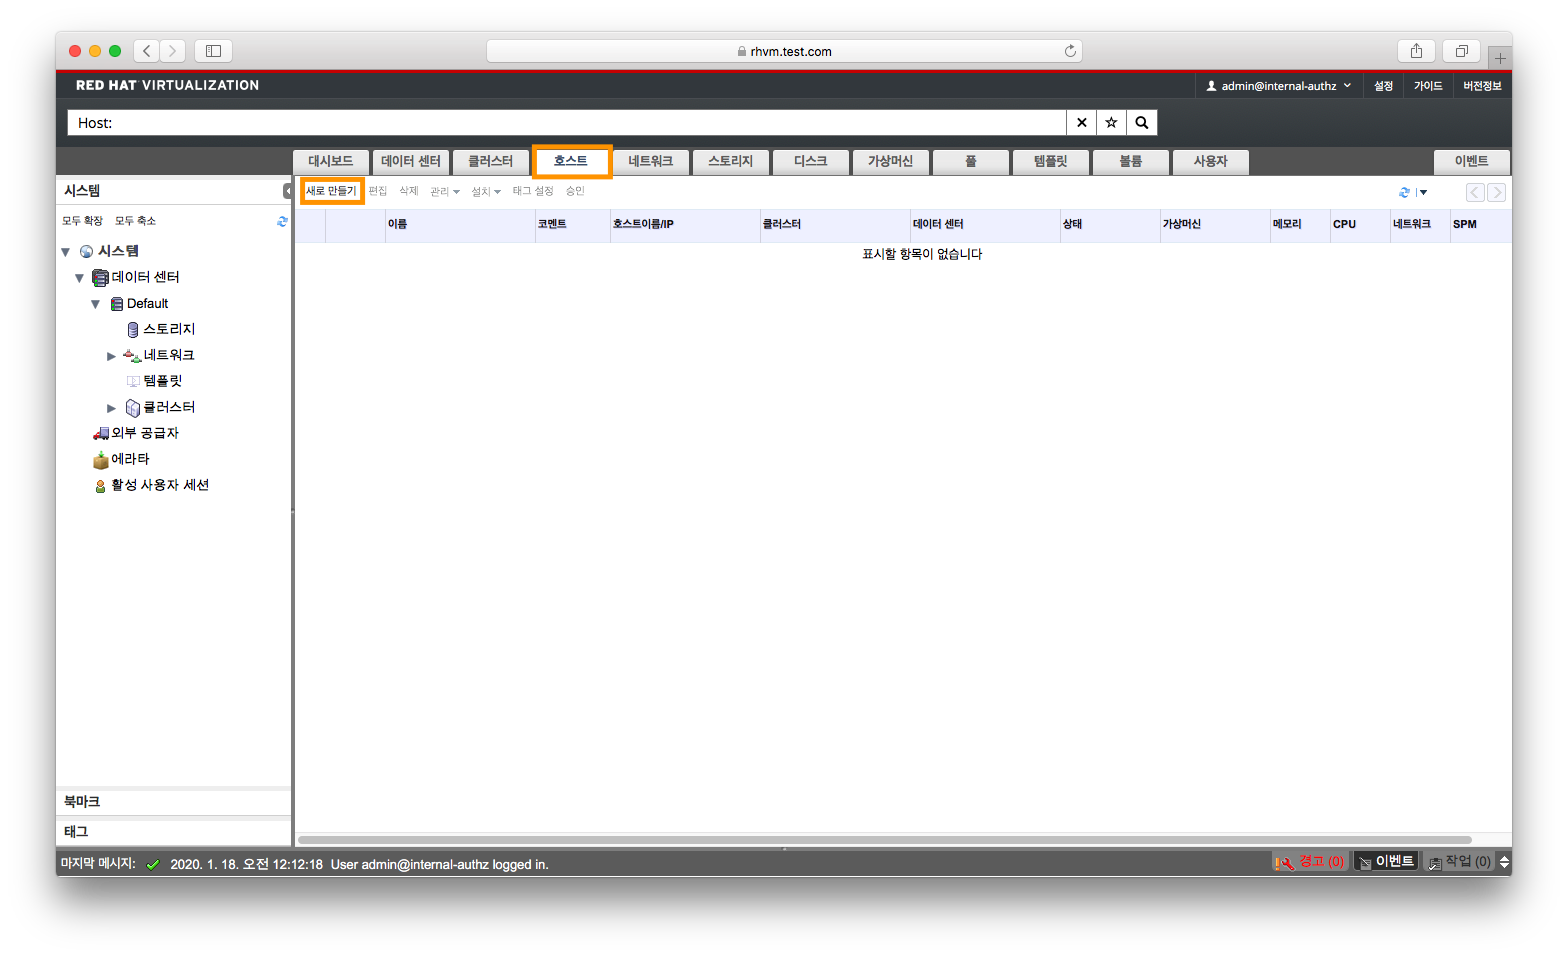 rhvm.test.com
RED HAT VIRTUALIZATION
admin@internal-authz 설정 가이드 버전정보
Host:
대시보드 데이터 센터 클러스터 호스트 네트워크 스토리지 디스크 가상머신 풀 템플릿 볼륨 사용자 이벤트
시스템
새로 만들기 편집 삭제 관리 설치 태그 설정 승인
모두 확장 모두 축소
이름 코멘트 호스트이름/IP 클러스터 데이터 센터 상태 가상머신 메모리 CPU 네트워크 SPM
표시할 항목이 없습니다
시스템
데이터 센터
Default
스토리지
네트워크
템플릿
클러스터
외부 공급자
에라타
활성 사용자 세션
북마크
태그
마지막 메시지: 2020. 1. 18. 오전 12:12:18 User admin@internal-authz logged in.
경고 (0) 이벤트 작업 (0)